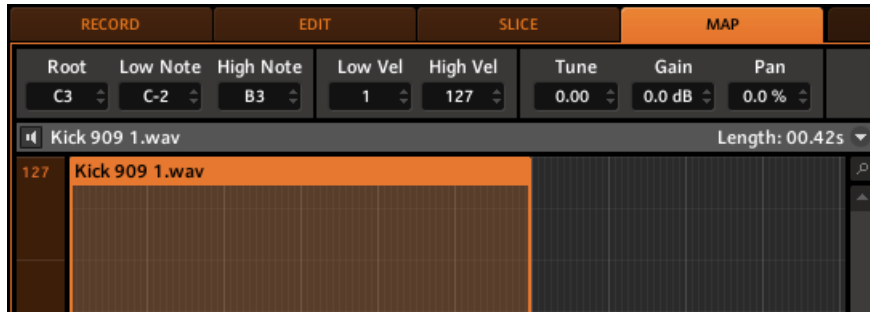 RECORD EDIT SLICE MAP
Root Low Note High Note Low Vel High Vel Tune Gain Pan
C3 C-2 B3 1 127 0.00 0.0 dB 0.0 %
Kick 909 1.wav Length: 00.42s
127 Kick 909 1.wav